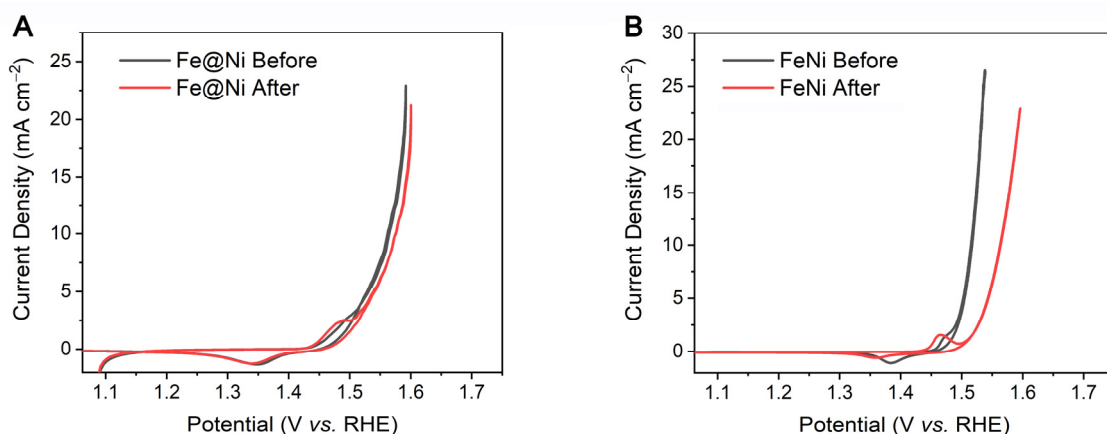 A
Fe@Ni Before
Fe@Ni After
25
20
15
10
5
0
Current Density (mA cm⁻²)
1.1 1.2 1.3 1.4 1.5 1.6 1.7
Potential (V vs. RHE)
B
FeNi Before
FeNi After
30
25
20
15
10
5
0
Current Density (mA cm⁻²)
1.1 1.2 1.3 1.4 1.5 1.6 1.7
Potential (V vs. RHE)